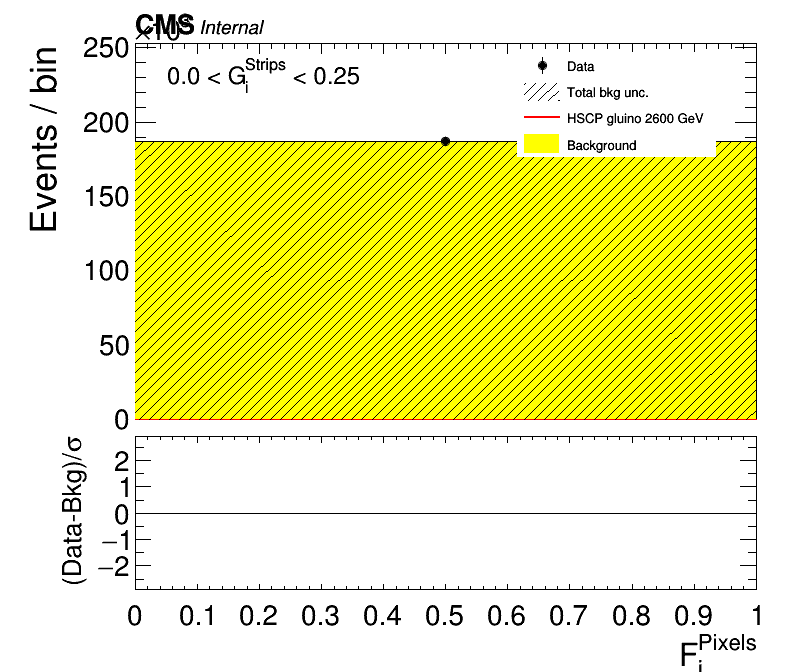 CMS Internal
×10³
0.0 < G_i^Strips < 0.25
Data
Total bkg unc.
HSCP gluino 2600 GeV
Background
Events / bin
250
200
150
100
50
0
(Data-Bkg)/σ
2
1
0
−1
−2
0 0.1 0.2 0.3 0.4 0.5 0.6 0.7 0.8 0.9 1
F_i^Pixels